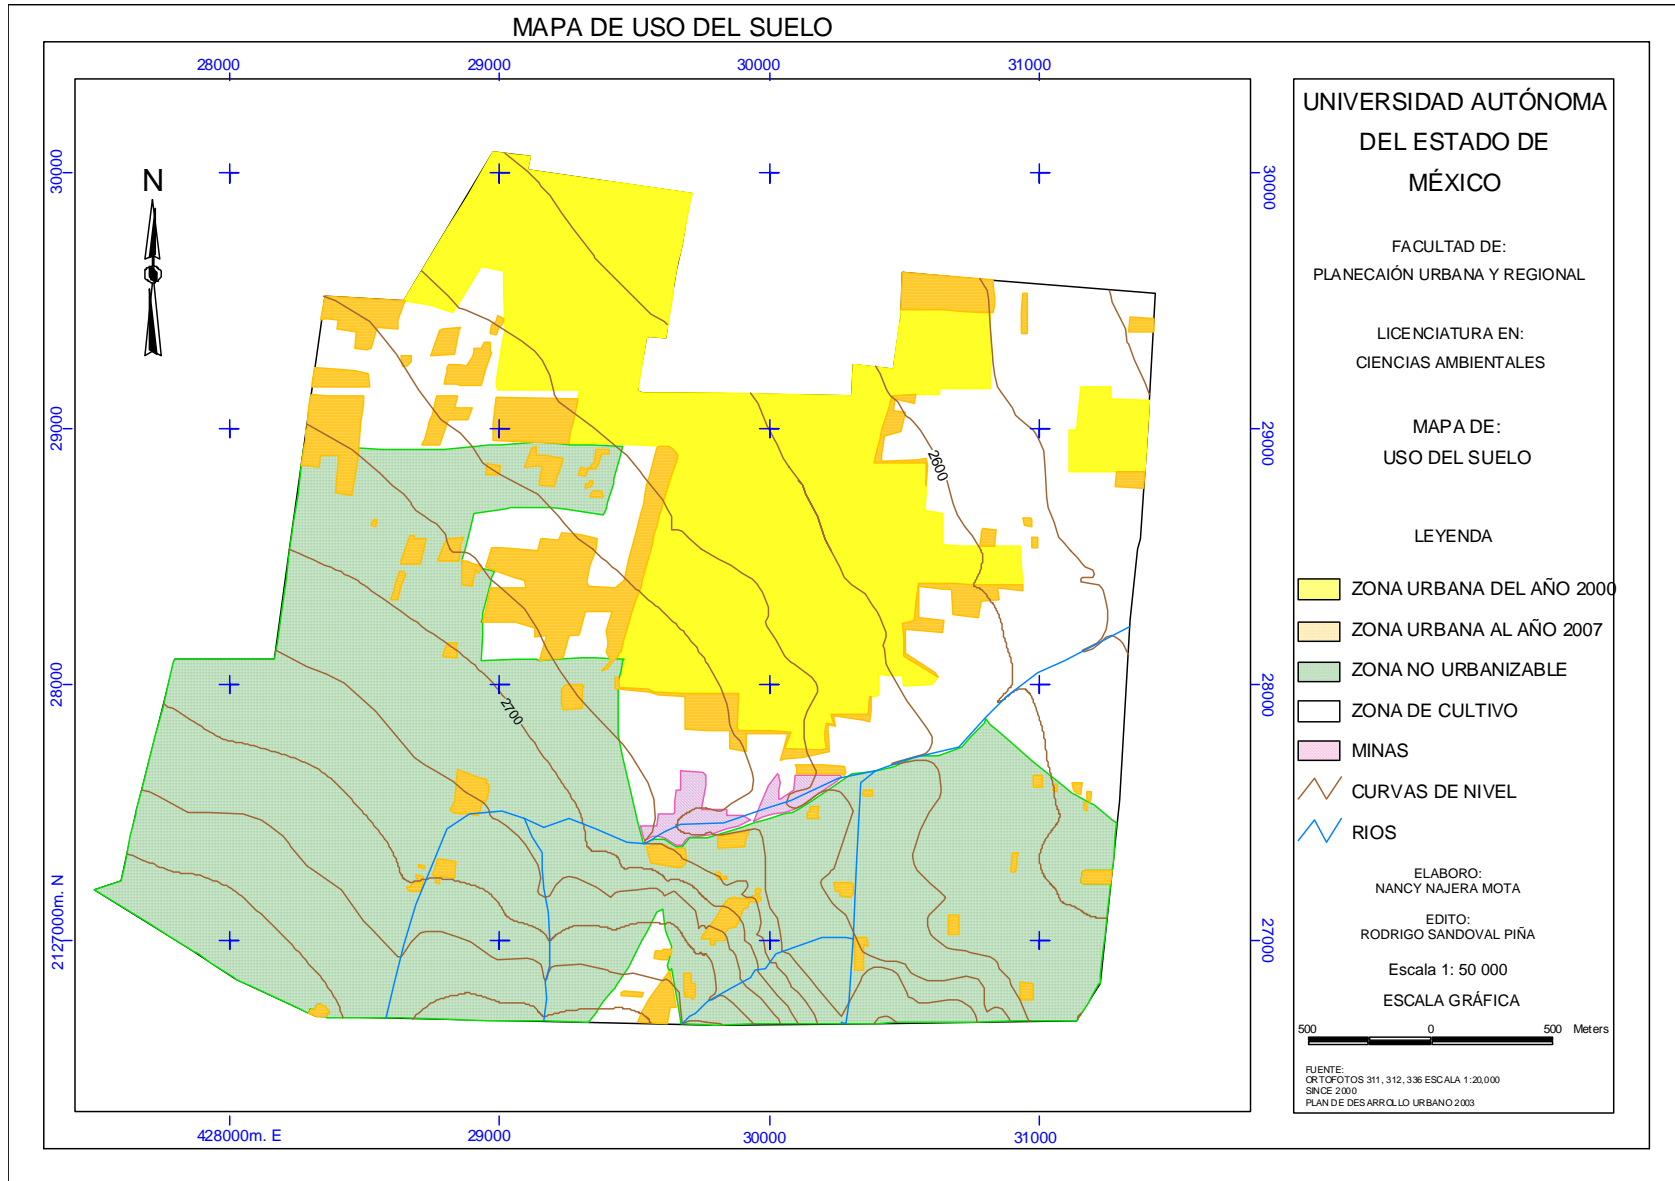 MAPA DE USO DEL SUELO
28000
29000
30000
31000
30000
29000
28000
2127000m. N
30000
29000
28000
27000
428000m. E
29000
30000
31000
N
2600
2700
UNIVERSIDAD AUTÓNOMA
DEL ESTADO DE
MÉXICO
FACULTAD DE:
PLANECAIÓN URBANA Y REGIONAL
LICENCIATURA EN:
CIENCIAS AMBIENTALES
MAPA DE:
USO DEL SUELO
LEYENDA
ZONA URBANA DEL AÑO 2000
ZONA URBANA AL AÑO 2007
ZONA NO URBANIZABLE
ZONA DE CULTIVO
MINAS
CURVAS DE NIVEL
RIOS
ELABORO:
NANCY NAJERA MOTA
EDITO:
RODRIGO SANDOVAL PIÑA
Escala 1: 50 000
ESCALA GRÁFICA
500 0 500 Meters
FUENTE:
ORTOFOTOS 311, 312, 336 ESCALA 1:20,000
SINCE 2000
PLAN DE DESARROLLO URBANO 2003